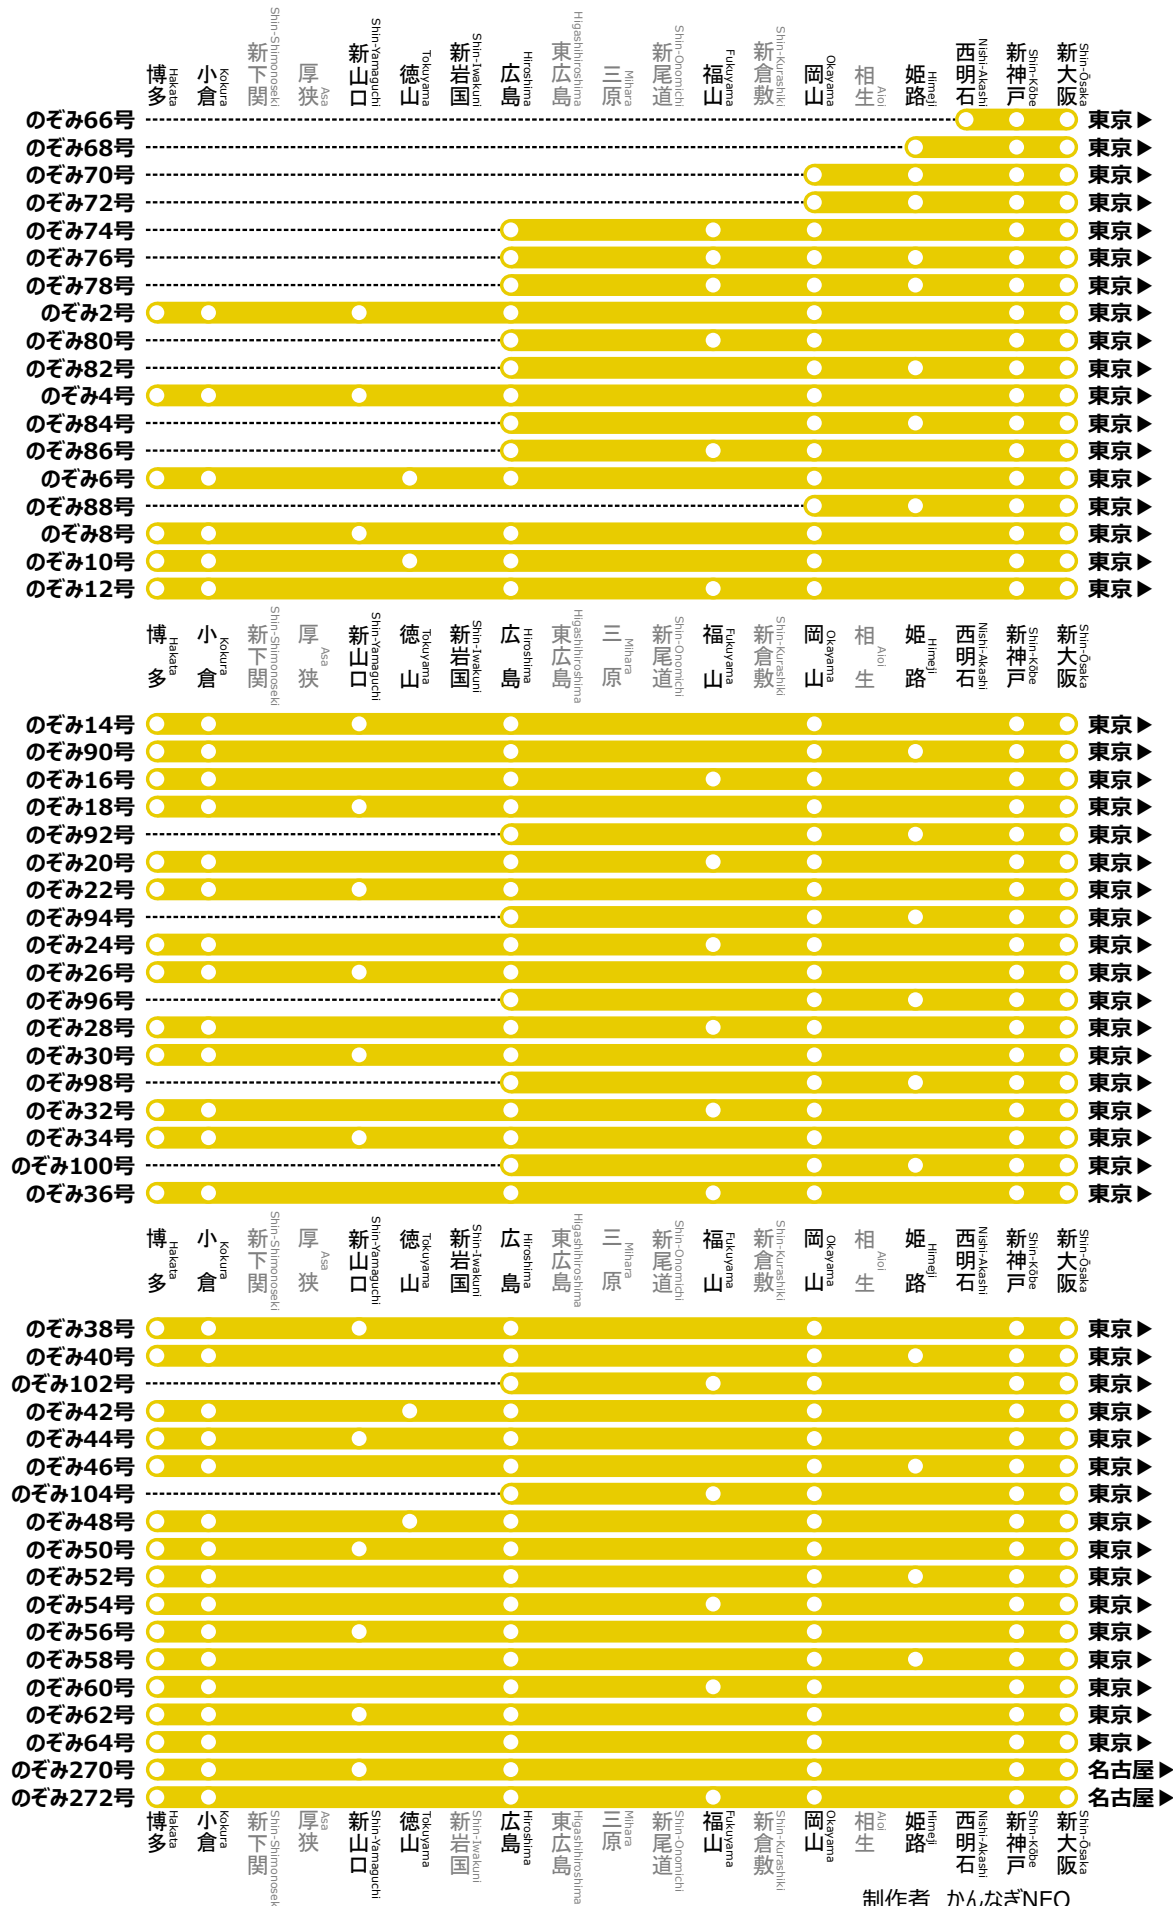 博多 Hakata 小倉 Kokura 新下関 Shin-Shimonoseki 厚狭 Asa 新山口 Shin-Yamaguchi 徳山 Tokuyama 新岩国 Shin-Iwakuni 広島 Hiroshima 東広島 Higashihiroshima 三原 Mihara 新尾道 Shin-Onomichi 福山 Fukuyama 新倉敷 Shin-Kurashiki 岡山 Okayama 相生 Aioi 姫路 Himeji 西明石 Nishi-Akashi 新神戸 Shin-Kōbe 新大阪 Shin-Ōsaka
のぞみ66号 東京▶
のぞみ68号 東京▶
のぞみ70号 東京▶
のぞみ72号 東京▶
のぞみ74号 東京▶
のぞみ76号 東京▶
のぞみ78号 東京▶
のぞみ2号 東京▶
のぞみ80号 東京▶
のぞみ82号 東京▶
のぞみ4号 東京▶
のぞみ84号 東京▶
のぞみ86号 東京▶
のぞみ6号 東京▶
のぞみ88号 東京▶
のぞみ8号 東京▶
のぞみ10号 東京▶
のぞみ12号 東京▶
博多 Hakata 小倉 Kokura 新下関 Shin-Shimonoseki 厚狭 Asa 新山口 Shin-Yamaguchi 徳山 Tokuyama 新岩国 Shin-Iwakuni 広島 Hiroshima 東広島 Higashihiroshima 三原 Mihara 新尾道 Shin-Onomichi 福山 Fukuyama 新倉敷 Shin-Kurashiki 岡山 Okayama 相生 Aioi 姫路 Himeji 西明石 Nishi-Akashi 新神戸 Shin-Kōbe 新大阪 Shin-Ōsaka
のぞみ14号 東京▶
のぞみ90号 東京▶
のぞみ16号 東京▶
のぞみ18号 東京▶
のぞみ92号 東京▶
のぞみ20号 東京▶
のぞみ22号 東京▶
のぞみ94号 東京▶
のぞみ24号 東京▶
のぞみ26号 東京▶
のぞみ96号 東京▶
のぞみ28号 東京▶
のぞみ30号 東京▶
のぞみ98号 東京▶
のぞみ32号 東京▶
のぞみ34号 東京▶
のぞみ100号 東京▶
のぞみ36号 東京▶
博多 Hakata 小倉 Kokura 新下関 Shin-Shimonoseki 厚狭 Asa 新山口 Shin-Yamaguchi 徳山 Tokuyama 新岩国 Shin-Iwakuni 広島 Hiroshima 東広島 Higashihiroshima 三原 Mihara 新尾道 Shin-Onomichi 福山 Fukuyama 新倉敷 Shin-Kurashiki 岡山 Okayama 相生 Aioi 姫路 Himeji 西明石 Nishi-Akashi 新神戸 Shin-Kōbe 新大阪 Shin-Ōsaka
のぞみ38号 東京▶
のぞみ40号 東京▶
のぞみ102号 東京▶
のぞみ42号 東京▶
のぞみ44号 東京▶
のぞみ46号 東京▶
のぞみ104号 東京▶
のぞみ48号 東京▶
のぞみ50号 東京▶
のぞみ52号 東京▶
のぞみ54号 東京▶
のぞみ56号 東京▶
のぞみ58号 東京▶
のぞみ60号 東京▶
のぞみ62号 東京▶
のぞみ64号 東京▶
のぞみ270号 名古屋▶
のぞみ272号 名古屋▶
博多 Hakata 小倉 Kokura 新下関 Shin-Shimonosek 厚狭 Asa 新山口 Shin-Yamaguchi 徳山 Tokuyama 新岩国 Shin-Iwakuni 広島 Hiroshima 東広島 Higashihiroshima 三原 Mihara 新尾道 Shin-Onomichi 福山 Fukuyama 新倉敷 Shin-Kurashiki 岡山 Okayama 相生 Aioi 姫路 Himeji 西明石 Nishi-Akashi 新神戸 Shin-Kōbe 新大阪 Shin-Ōsaka
制作者 かんなぎNEO